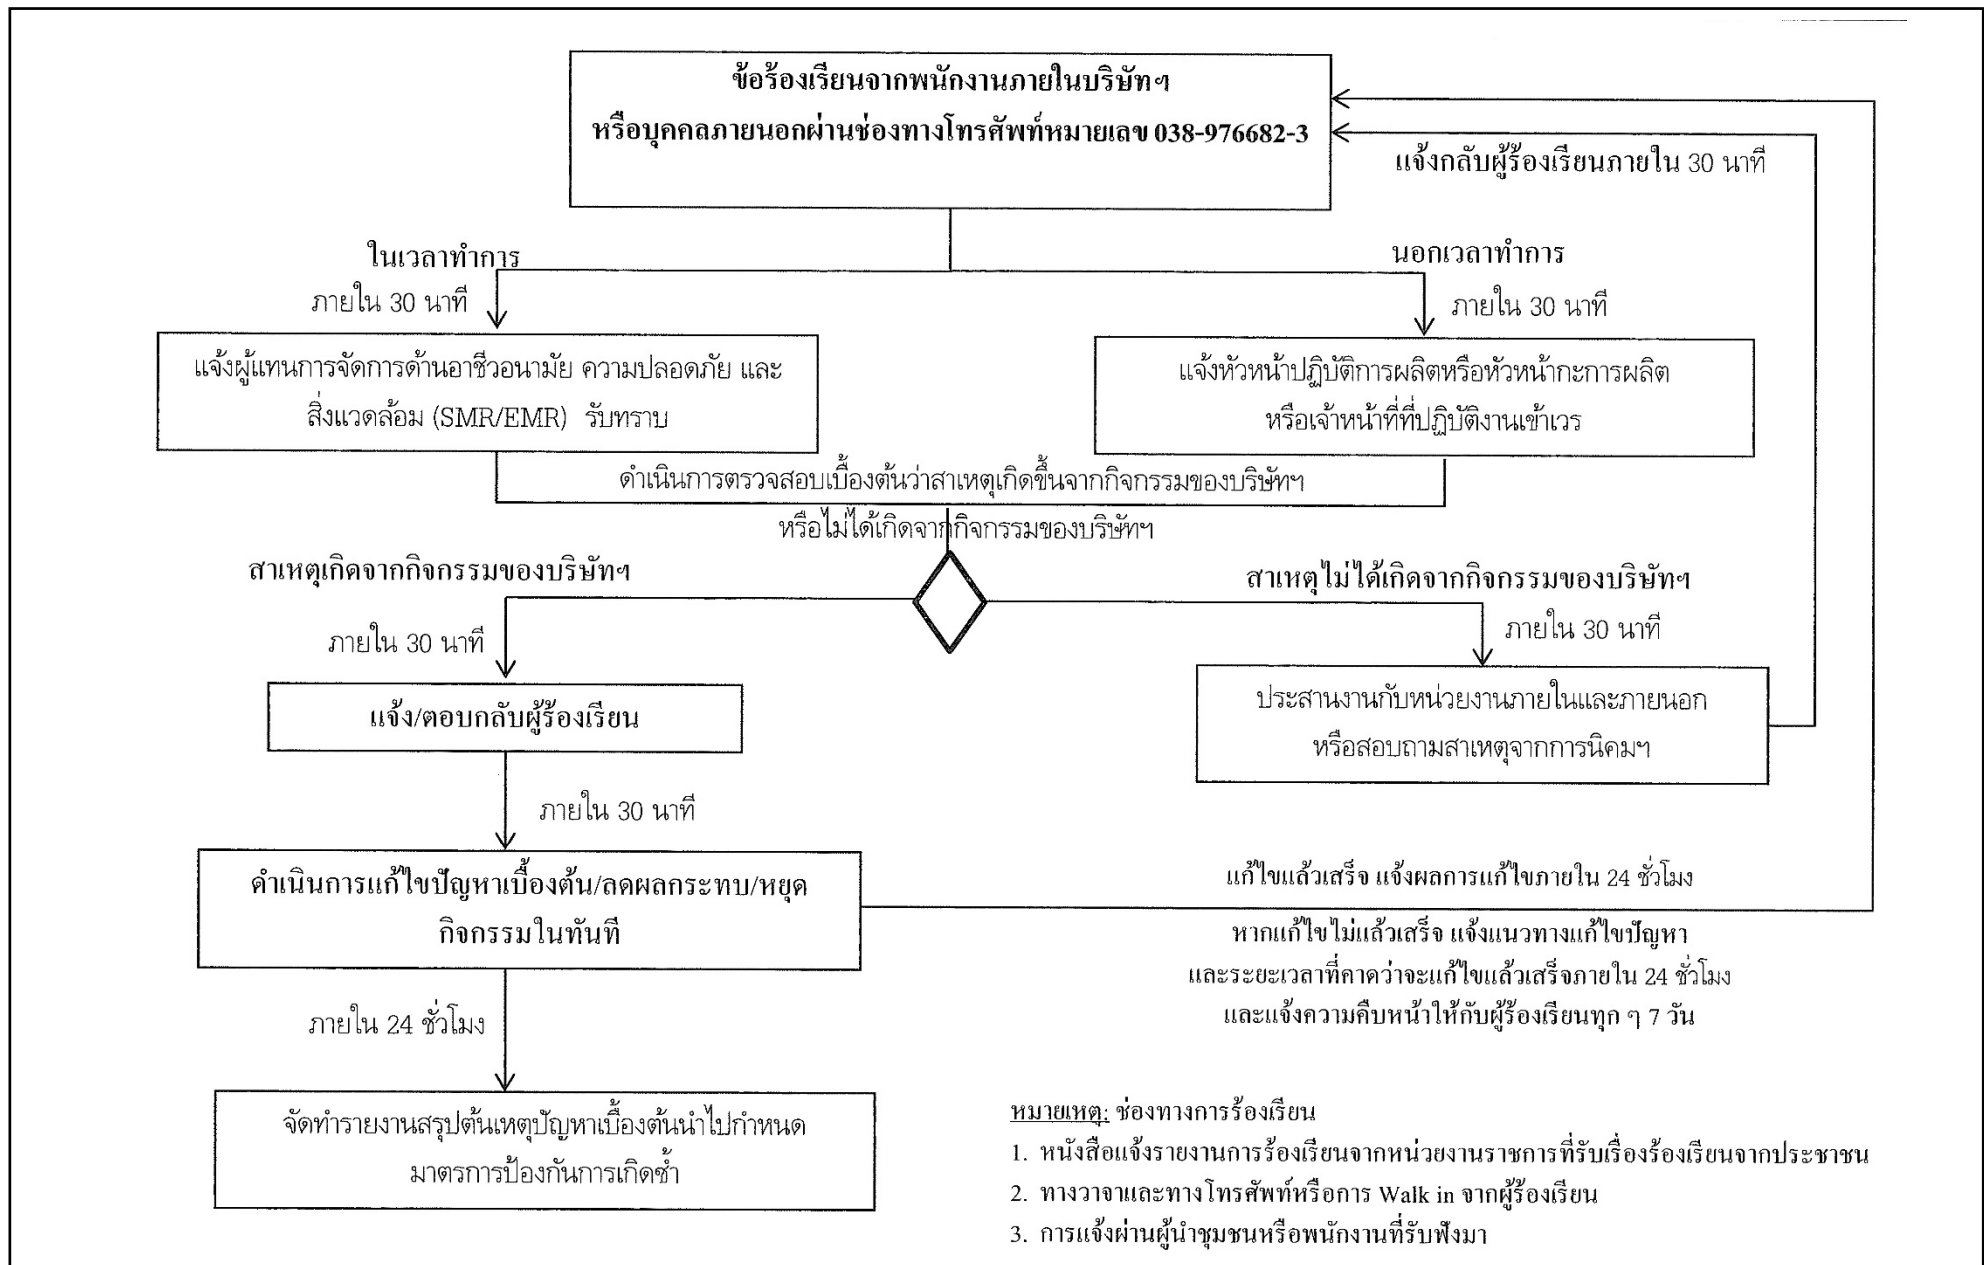 ข้อร้องเรียนจากพนักงานภายในบริษัทฯ
หรือบุคคลภายนอกผ่านช่องทางโทรศัพท์หมายเลข 038-976682-3
แจ้งกลับผู้ร้องเรียนภายใน 30 นาที
ในเวลาทำการ
นอกเวลาทำการ
ภายใน 30 นาที
ภายใน 30 นาที
แจ้งผู้แทนการจัดการด้านอาชีวอนามัย ความปลอดภัย และ
สิ่งแวดล้อม (SMR/EMR) รับทราบ
แจ้งหัวหน้าปฏิบัติการผลิตหรือหัวหน้ากะการผลิต
หรือเจ้าหน้าที่ที่ปฏิบัติงานเข้าเวร
ดำเนินการตรวจสอบเบื้องต้นว่าสาเหตุเกิดขึ้นจากกิจกรรมของบริษัทฯ
หรือไม่ได้เกิดจากกิจกรรมของบริษัทฯ
สาเหตุเกิดจากกิจกรรมของบริษัทฯ
สาเหตุไม่ได้เกิดจากกิจกรรมของบริษัทฯ
ภายใน 30 นาที
ภายใน 30 นาที
แจ้ง/ตอบกลับผู้ร้องเรียน
ประสานงานกับหน่วยงานภายในและภายนอก
หรือสอบถามสาเหตุจากการนิคมฯ
ภายใน 30 นาที
ดำเนินการแก้ไขปัญหาเบื้องต้น/ลดผลกระทบ/หยุด
กิจกรรมในทันที
แก้ไขแล้วเสร็จ แจ้งผลการแก้ไขภายใน 24 ชั่วโมง
หากแก้ไขไม่แล้วเสร็จ แจ้งแนวทางแก้ไขปัญหา
และระยะเวลาที่คาดว่าจะแก้ไขแล้วเสร็จภายใน 24 ชั่วโมง
และแจ้งความคืบหน้าให้กับผู้ร้องเรียนทุก ๆ 7 วัน
ภายใน 24 ชั่วโมง
จัดทำรายงานสรุปต้นเหตุปัญหาเบื้องต้นนำไปกำหนด
มาตรการป้องกันการเกิดซ้ำ
หมายเหตุ: ช่องทางการร้องเรียน
1. หนังสือแจ้งรายงานการร้องเรียนจากหน่วยงานราชการที่รับเรื่องร้องเรียนจากประชาชน
2. ทางวาจาและทางโทรศัพท์หรือการ Walk in จากผู้ร้องเรียน
3. การแจ้งผ่านผู้นำชุมชนหรือพนักงานที่รับฟังมา